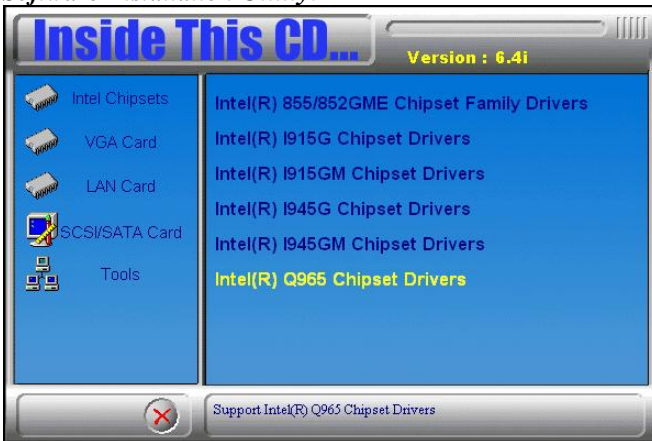 Inside This CD...
Version : 6.4i
Intel Chipsets
VGA Card
LAN Card
SCSI/SATA Card
Tools
Intel(R) 855/852GME Chipset Family Drivers
Intel(R) I915G Chipset Drivers
Intel(R) I915GM Chipset Drivers
Intel(R) I945G Chipset Drivers
Intel(R) I945GM Chipset Drivers
Intel(R) Q965 Chipset Drivers
Support Intel(R) Q965 Chipset Drivers